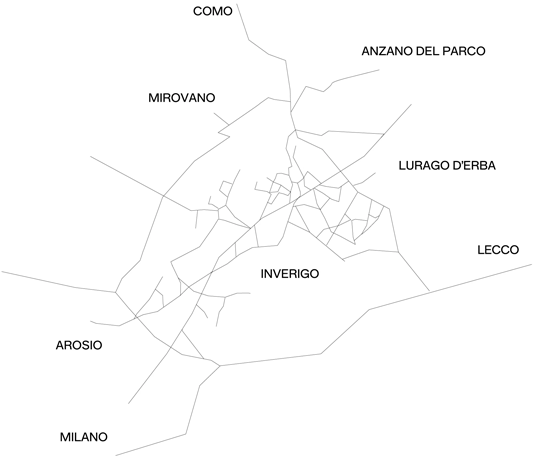 COMO
ANZANO DEL PARCO
MIROVANO
LURAGO D'ERBA
LECCO
INVERIGO
AROSIO
MILANO